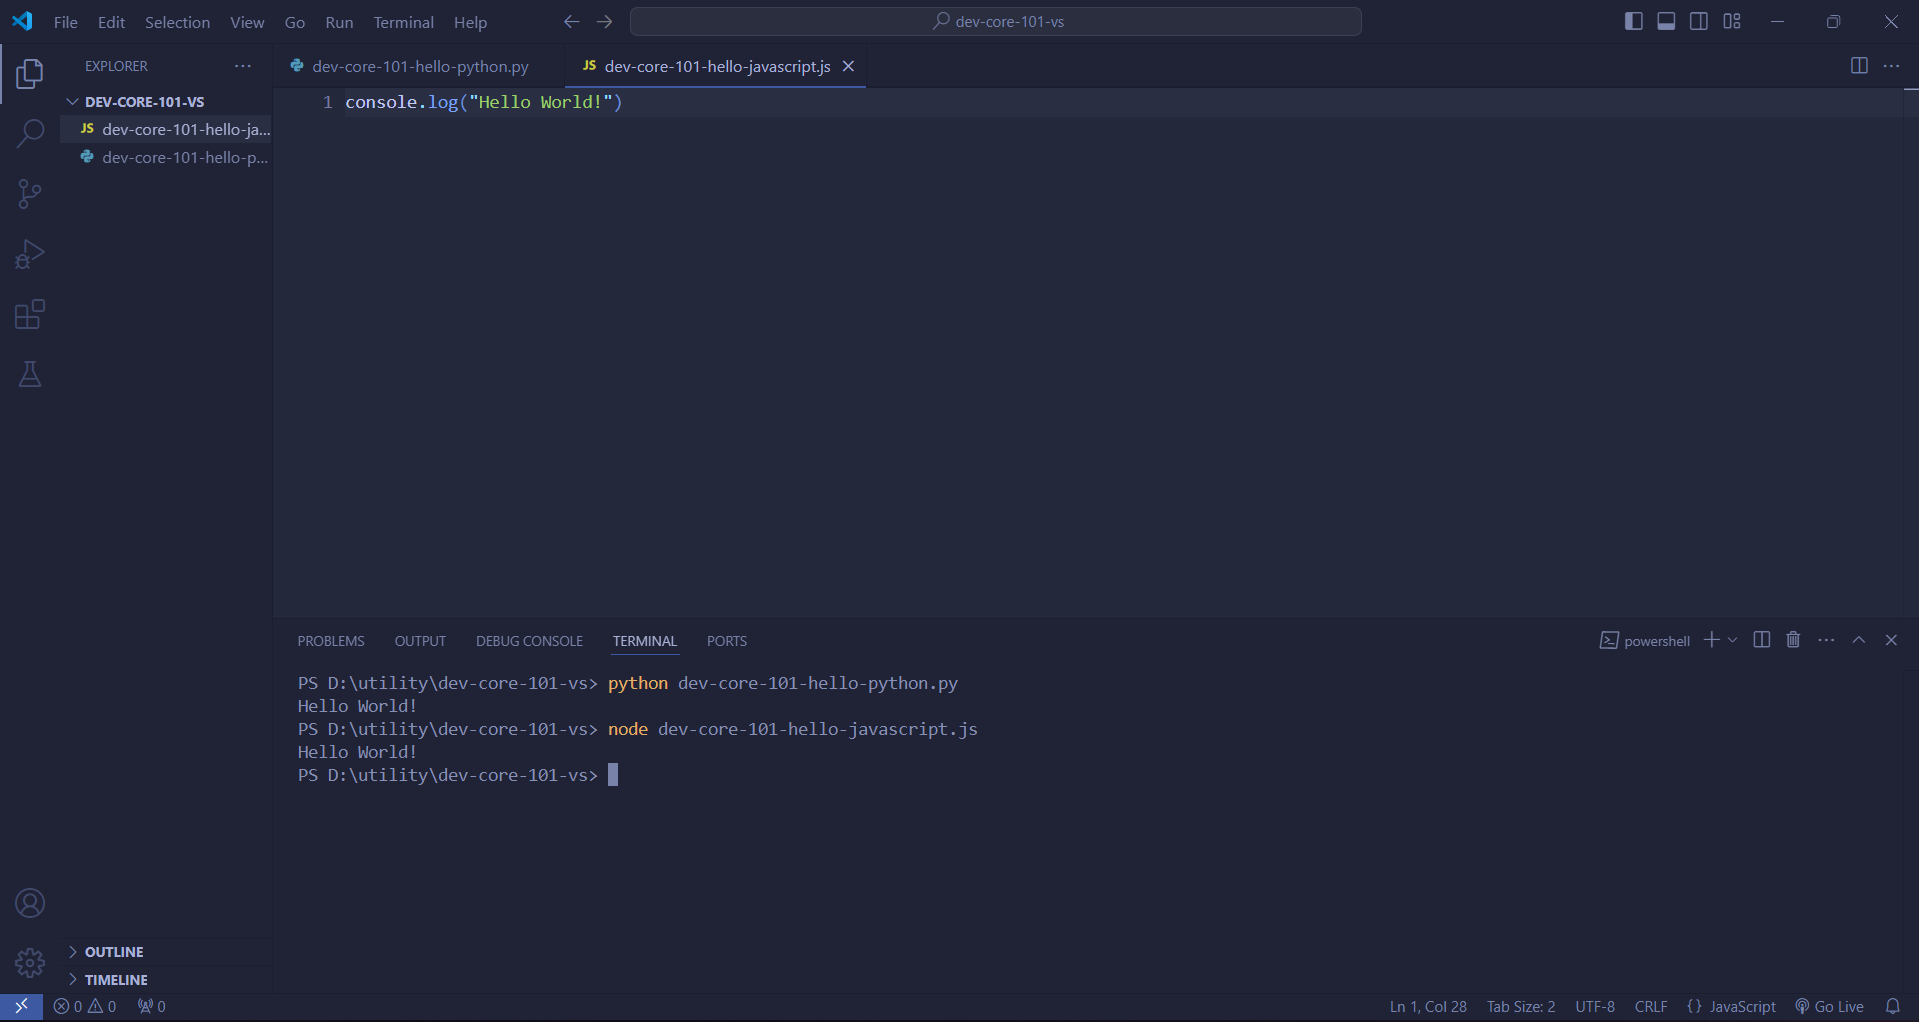 File Edit Selection View Go Run Terminal Help dev-core-101-vs
EXPLORER
DEV-CORE-101-VS
JS dev-core-101-hello-ja...
dev-core-101-hello-p...
OUTLINE
TIMELINE
dev-core-101-hello-python.py JS dev-core-101-hello-javascript.js
1 console.log("Hello World!")
PROBLEMS OUTPUT DEBUG CONSOLE TERMINAL PORTS powershell
PS D:\utility\dev-core-101-vs> python dev-core-101-hello-python.py
Hello World!
PS D:\utility\dev-core-101-vs> node dev-core-101-hello-javascript.js
Hello World!
PS D:\utility\dev-core-101-vs>
0 0 0 Ln 1, Col 28 Tab Size: 2 UTF-8 CRLF {} JavaScript Go Live